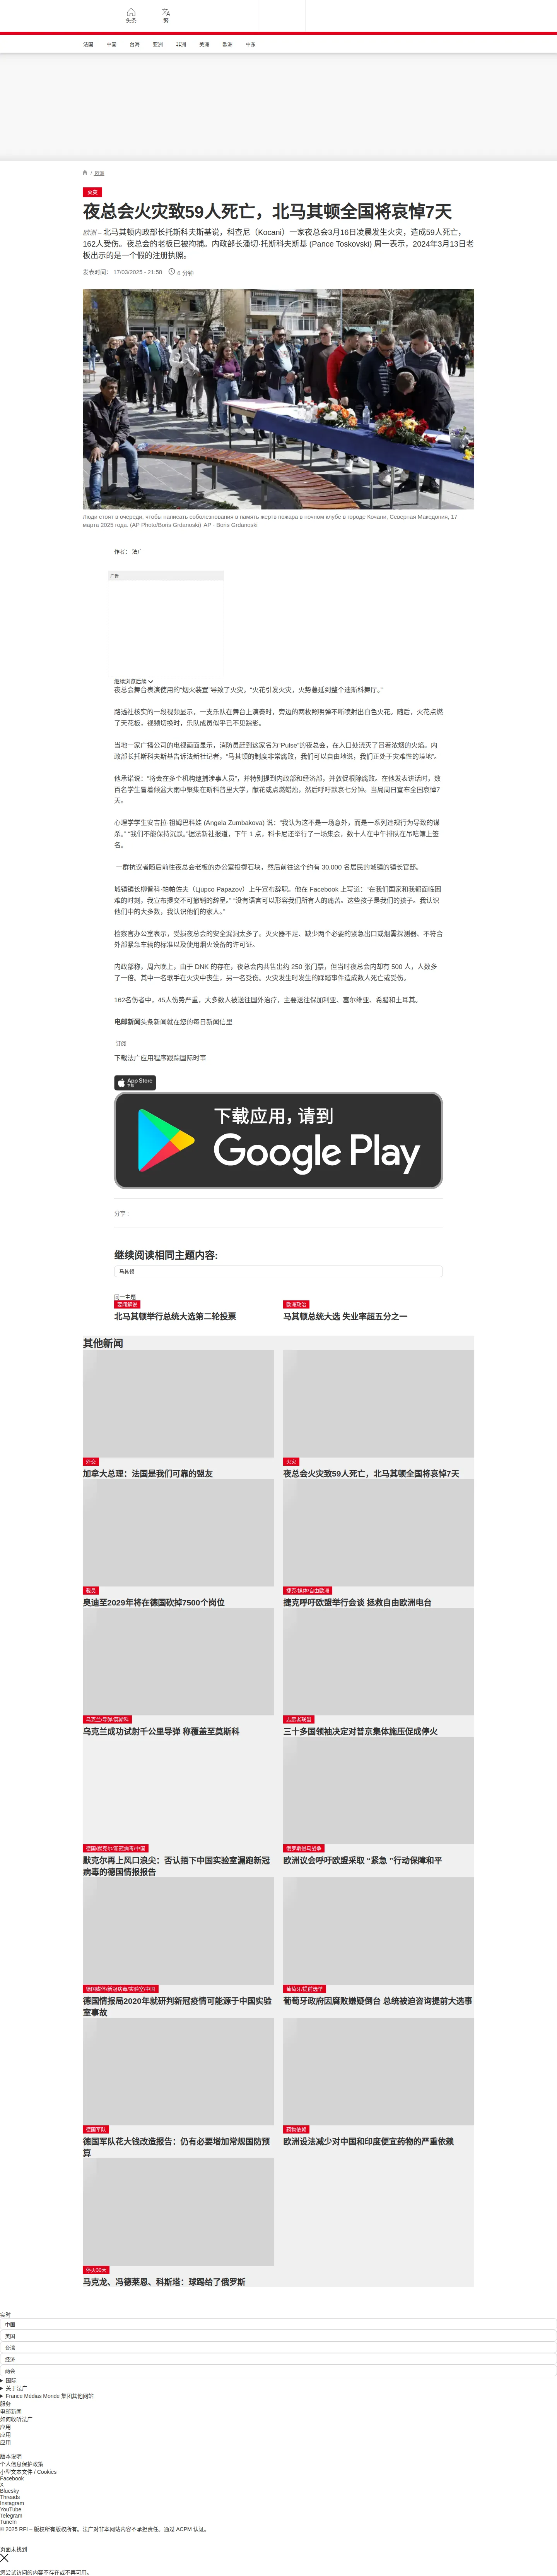 头条
繁
法国 中国 台海 亚洲 非洲 美洲 欧洲 中东
/ 欧洲
火灾
夜总会火灾致59人死亡，北马其顿全国将哀悼7天
欧洲 – 北马其顿内政部长托斯科夫斯基说，科查尼（Kocani）一家夜总会3月16日凌晨发生火灾，造成59人死亡，
162人受伤。夜总会的老板已被拘捕。内政部长潘切·托斯科夫斯基 (Pance Toskovski) 周一表示，2024年3月13日老
板出示的是一个假的注册执照。
发表时间： 17/03/2025 - 21:56 6 分钟
Люди стоят в очереди, чтобы написать соболезнования в память жертв пожара в ночном клубе в городе Кочани, Северная Македония, 17
марта 2025 года. (AP Photo/Boris Grdanoski) AP - Boris Grdanoski
作者： 法广
广告
继续浏览后续
夜总会舞台表演使用的“烟火装置”导致了火灾。“火花引发火灾，火势蔓延到整个迪斯科舞厅。”
路透社核实的一段视频显示，一支乐队在舞台上演奏时，旁边的两枚照明弹不断喷射出白色火花。随后，火花点燃
了天花板，视频切换时，乐队成员似乎已不见踪影。
当地一家广播公司的电视画面显示，消防员赶到这家名为“Pulse”的夜总会，在入口处浇灭了冒着浓烟的火焰。内
政部长托斯科夫斯基告诉法新社记者，“马其顿的制度非常腐败，我们可以自由地说，我们正处于灾难性的境地”。
他承诺说：“将会在多个机构逮捕涉事人员”，并特别提到内政部和经济部，并敦促根除腐败。在他发表讲话时，数
百名学生冒着倾盆大雨中聚集在斯科普里大学，献花或点燃蜡烛，然后呼吁默哀七分钟。当局周日宣布全国哀悼7
天。
心理学学生安吉拉·祖姆巴科娃 (Angela Zumbakova) 说：“我认为这不是一场意外，而是一系列违规行为导致的谋
杀。” “我们不能保持沉默。”据法新社报道，下午 1 点，科卡尼还举行了一场集会，数十人在中午排队在吊唁簿上签
名。
一群抗议者随后前往夜总会老板的办公室投掷石块，然后前往这个约有 30,000 名居民的城镇的镇长官邸。
城镇镇长柳普科·帕帕佐夫（Ljupco Papazov）上午宣布辞职。他在 Facebook 上写道：“在我们国家和我都面临困
难的时刻，我宣布提交不可撤销的辞呈。” “没有语言可以形容我们所有人的痛苦。这些孩子是我们的孩子。我认识
他们中的大多数，我认识他们的家人。”
检察官办公室表示，受损夜总会的安全漏洞太多了。灭火器不足、缺少两个必要的紧急出口或烟雾探测器、不符合
外部紧急车辆的标准以及使用烟火设备的许可证。
内政部称，周六晚上，由于 DNK 的存在，夜总会内共售出约 250 张门票，但当时夜总会内却有 500 人，人数多
了一倍。其中一名歌手在火灾中丧生，另一名受伤。火灾发生时发生的踩踏事件造成数人死亡或受伤。
162名伤者中，45人伤势严重，大多数人被送往国外治疗，主要送往保加利亚、塞尔维亚、希腊和土耳其。
电邮新闻头条新闻就在您的每日新闻信里
订阅
下载法广应用程序跟踪国际时事
App Store
下载
下载应用，请到
Google Play
分享 :
继续阅读相同主题内容:
马其顿
同一主题
要闻解说
北马其顿举行总统大选第二轮投票
欧洲政治
马其顿总统大选 失业率超五分之一
其他新闻
外交
加拿大总理：法国是我们可靠的盟友
火灾
夜总会火灾致59人死亡，北马其顿全国将哀悼7天
裁员
奥迪至2029年将在德国砍掉7500个岗位
捷克/媒体/自由欧洲
捷克呼吁欧盟举行会谈 拯救自由欧洲电台
乌克兰/导弹/莫斯科
乌克兰成功试射千公里导弹 称覆盖至莫斯科
志愿者联盟
三十多国领袖决定对普京集体施压促成停火
德国/默克尔/新冠病毒/中国
默克尔再上风口浪尖：否认捂下中国实验室漏跑新冠
病毒的德国情报报告
俄罗斯侵乌战争
欧洲议会呼吁欧盟采取 “紧急 ”行动保障和平
德国媒体/新冠病毒/实验室/中国
德国情报局2020年就研判新冠疫情可能源于中国实验
室事故
葡萄牙/提前选举
葡萄牙政府因腐败嫌疑倒台 总统被迫咨询提前大选事
德国军队
德国军队花大钱改造报告：仍有必要增加常规国防预
算
药物依赖
欧洲设法减少对中国和印度便宜药物的严重依赖
停火30天
马克龙、冯德莱恩、科斯塔：球踢给了俄罗斯
实时
中国
美国
台湾
经济
两会
国际
关于法广
France Médias Monde 集团其他网站
服务
电邮新闻
如何收听法广
应用
应用
应用
版本说明
个人信息保护政策
小型文本文件 / Cookies
Facebook
X
Bluesky
Threads
Instagram
YouTube
Telegram
TuneIn
© 2025 RFI – 版权所有版权所有。法广对非本网站内容不承担责任。通过 ACPM 认证。
页面未找到
您尝试访问的内容不存在或不再可用。